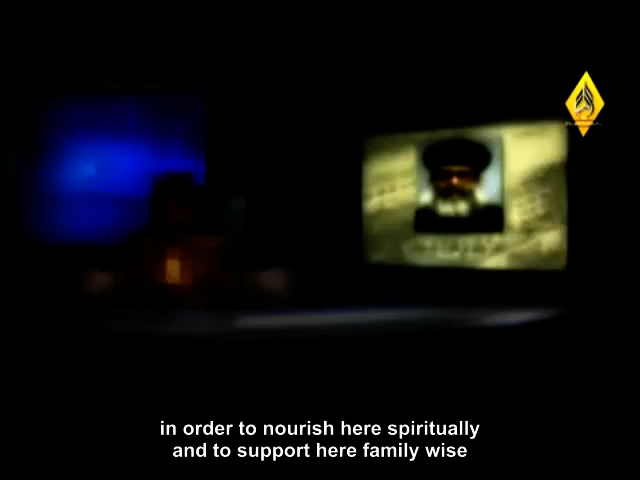 in order to nourish here spiritually
and to support here family wise